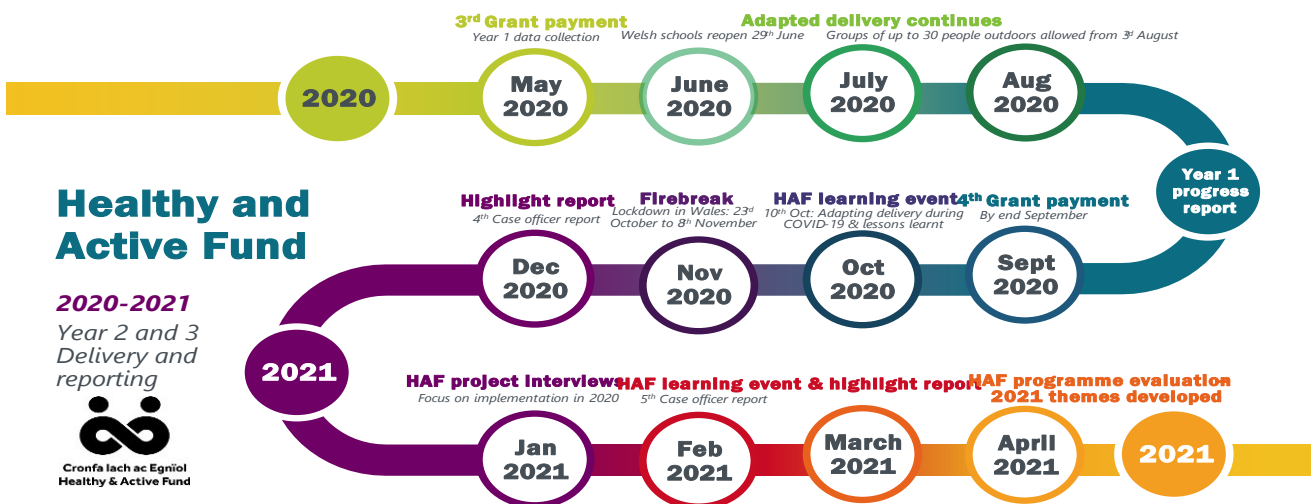 3rd Grant payment
Year 1 data collection
Welsh schools reopen 29th June
Adapted delivery continues
Groups of up to 30 people outdoors allowed from 3rd August
2020
May
2020
June
2020
July
2020
Aug
2020
Year 1
progress
report
Healthy and
Active Fund
2020-2021
Year 2 and 3
Delivery and
reporting
Cronfa Iach ac Egnïol
Healthy & Active Fund
Highlight report
4th Case officer report
Firebreak
Lockdown in Wales: 23rd
October to 8th November
HAF learning event
10th Oct: Adapting delivery during
COVID-19 & lessons learnt
4th Grant payment
By end September
Dec
2020
Nov
2020
Oct
2020
Sept
2020
2021
HAF project interviews
Focus on implementation in 2020
HAF learning event & highlight report
5th Case officer report
HAF programme evaluation -
2021 themes developed
Jan
2021
Feb
2021
March
2021
April
2021
2021